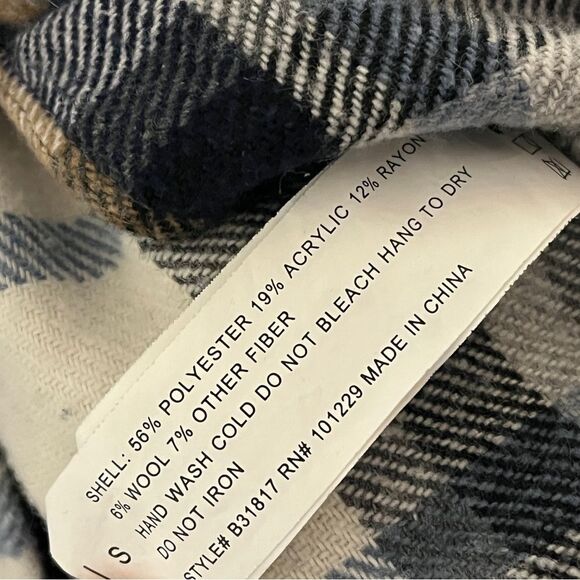 SHELL: 56% POLYESTER 19% ACRYLIC 12% RAYON
6% WOOL 7% OTHER FIBER
HAND WASH COLD DO NOT BLEACH HANG TO DRY
DO NOT IRON
STYLE# B31817 RN# 101229 MADE IN CHINA
S